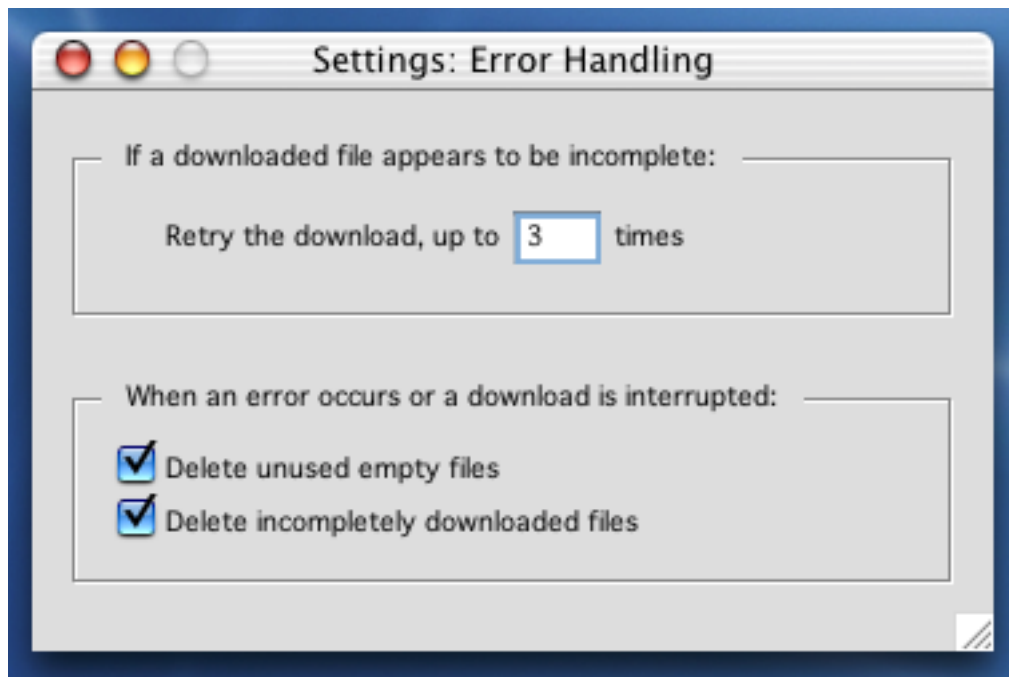 Settings: Error Handling
If a downloaded file appears to be incomplete:
Retry the download, up to 3 times
When an error occurs or a download is interrupted:
Delete unused empty files
Delete incompletely downloaded files